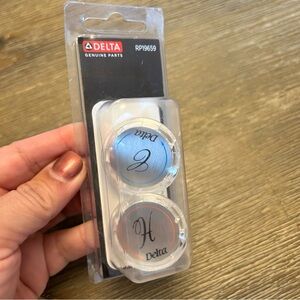 DELTA
GENUINE PARTS
RP19659
Delta
C
H
Delta